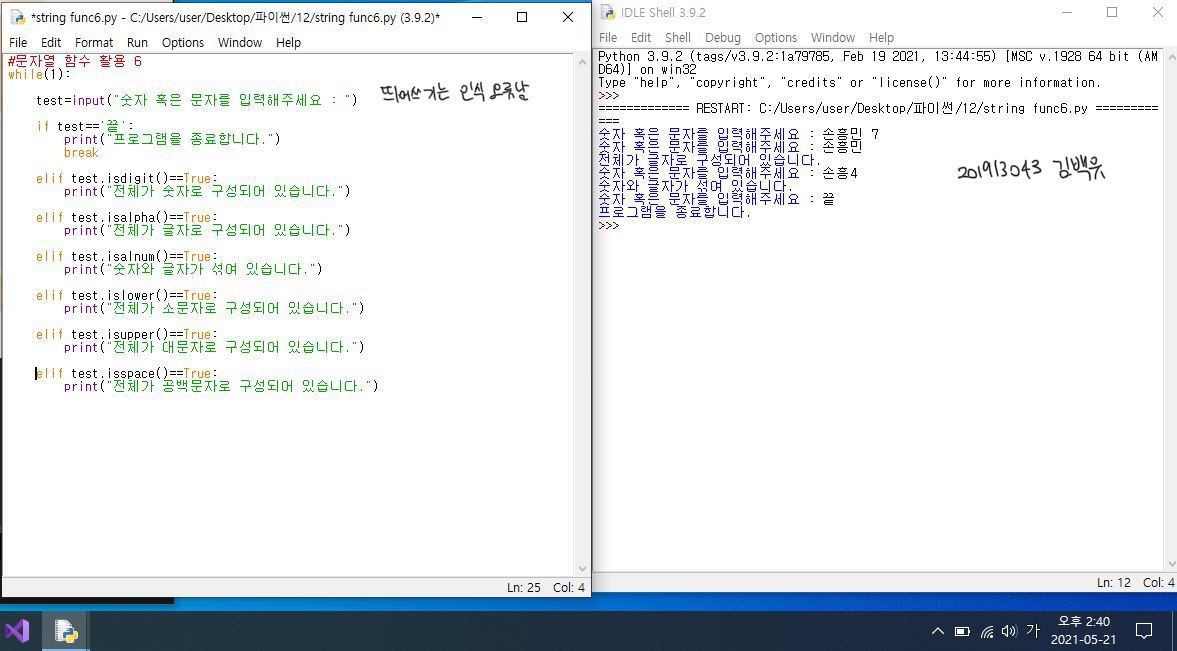 *string func6.py - C:/Users/user/Desktop/파이썬/12/string func6.py (3.9.2)*
File Edit Format Run Options Window Help
#문자열 함수 활용 6
while(1):
test=input("숫자 혹은 문자를 입력해주세요 : ")
띄어쓰기는 인식 오류남
if test=='끝':
print("프로그램을 종료합니다.")
break
elif test.isdigit()==True:
print("전체가 숫자로 구성되어 있습니다.")
elif test.isalpha()==True:
print("전체가 글자로 구성되어 있습니다.")
elif test.isalnum()==True:
print("숫자와 글자가 섞여 있습니다.")
elif test.islower()==True:
print("전체가 소문자로 구성되어 있습니다.")
elif test.isupper()==True:
print("전체가 대문자로 구성되어 있습니다.")
elif test.isspace()==True:
print("전체가 공백문자로 구성되어 있습니다.")
Ln: 25 Col: 4
IDLE Shell 3.9.2
File Edit Shell Debug Options Window Help
Python 3.9.2 (tags/v3.9.2:1a79785, Feb 19 2021, 13:44:55) [MSC v.1928 64 bit (AM
D64)] on win32
Type "help", "copyright", "credits" or "license()" for more information.
>>>
============= RESTART: C:/Users/user/Desktop/파이썬/12/string func6.py =========
===
숫자 혹은 문자를 입력해주세요 : 손흥민 7
숫자 혹은 문자를 입력해주세요 : 손흥민
전체가 글자로 구성되어 있습니다.
숫자 혹은 문자를 입력해주세요 : 손흥4
숫자와 글자가 섞여 있습니다.
숫자 혹은 문자를 입력해주세요 : 끝
프로그램을 종료합니다.
>>>
201913043 김백유
Ln: 12 Col: 4
가
오후 2:40
2021-05-21